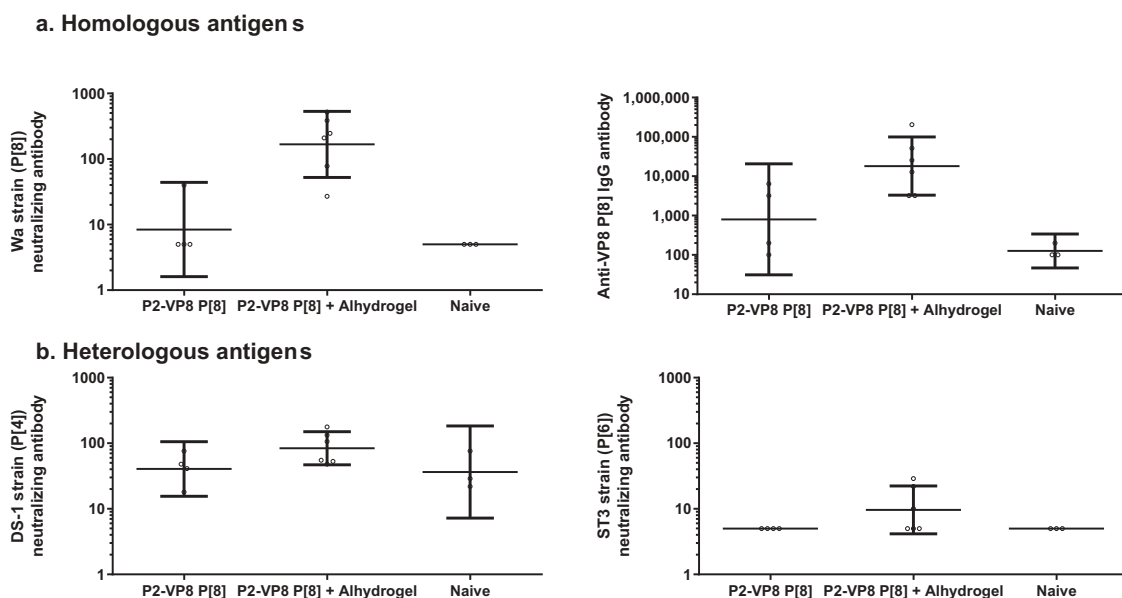 a. Homologous antigens
Wa strain (P[8])
neutralizing antibody
1000
100
10
1
P2-VP8 P[8]
P2-VP8 P[8] + Alhydrogel
Naive
Anti-VP8 P[8] IgG antibody
1,000,000
100,000
10,000
1,000
100
10
P2-VP8 P[8]
P2-VP8 P[8] + Alhydrogel
Naive
b. Heterologous antigens
DS-1 strain (P[4])
neutralizing antibody
1000
100
10
1
P2-VP8 P[8]
P2-VP8 P[8] + Alhydrogel
Naive
ST3 strain (P[6])
neutralizing antibody
1000
100
10
1
P2-VP8 P[8]
P2-VP8 P[8] + Alhydrogel
Naive